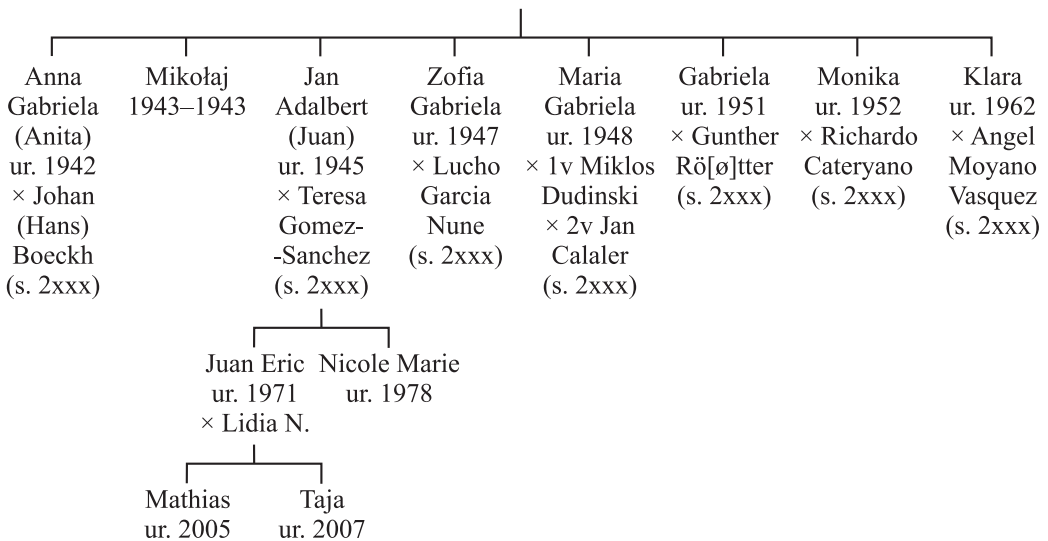 Anna
Gabriela
(Anita)
ur. 1942
× Johan
(Hans)
Boeckh
(s. 2xxx)
Mikołaj
1943–1943
Jan
Adalbert
(Juan)
ur. 1945
× Teresa
Gomez-
-Sanchez
(s. 2xxx)
Zofia
Gabriela
ur. 1947
× Lucho
Garcia
Nune
(s. 2xxx)
Maria
Gabriela
ur. 1948
× 1v Miklos
Dudinski
× 2v Jan
Calaler
(s. 2xxx)
Gabriela
ur. 1951
× Gunther
Rö[ø]tter
(s. 2xxx)
Monika
ur. 1952
× Richardo
Cateryano
(s. 2xxx)
Klara
ur. 1962
× Angel
Moyano
Vasquez
(s. 2xxx)
Juan Eric
ur. 1971
× Lidia N.
Nicole Marie
ur. 1978
Mathias
ur. 2005
Taja
ur. 2007